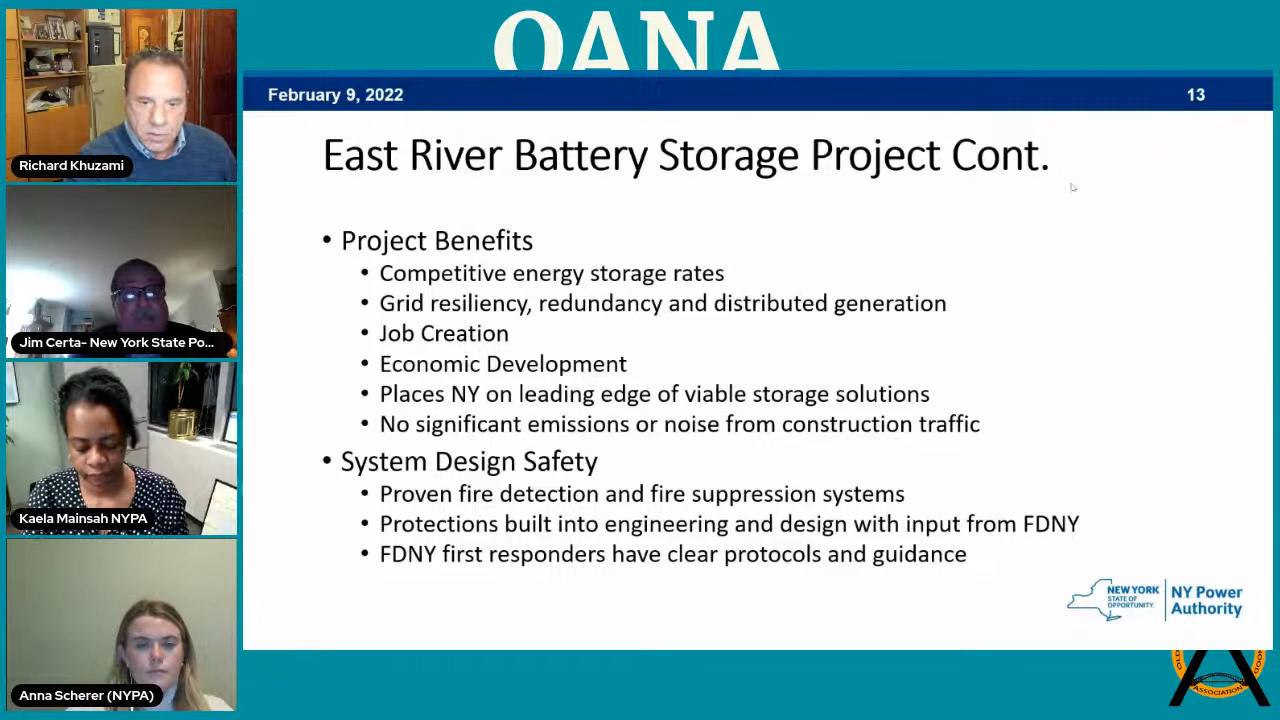 OANA
February 9, 2022
13
East River Battery Storage Project Cont.
• Project Benefits
• Competitive energy storage rates
• Grid resiliency, redundancy and distributed generation
• Job Creation
• Economic Development
• Places NY on leading edge of viable storage solutions
• No significant emissions or noise from construction traffic
• System Design Safety
• Proven fire detection and fire suppression systems
• Protections built into engineering and design with input from FDNY
• FDNY first responders have clear protocols and guidance
NEW YORK
STATE OF
OPPORTUNITY.
NY Power
Authority
Richard Khuzami
Jim Certa- New York State Po...
Kaela Mainsah NYPA
Anna Scherer (NYPA)
ASSOCIATION